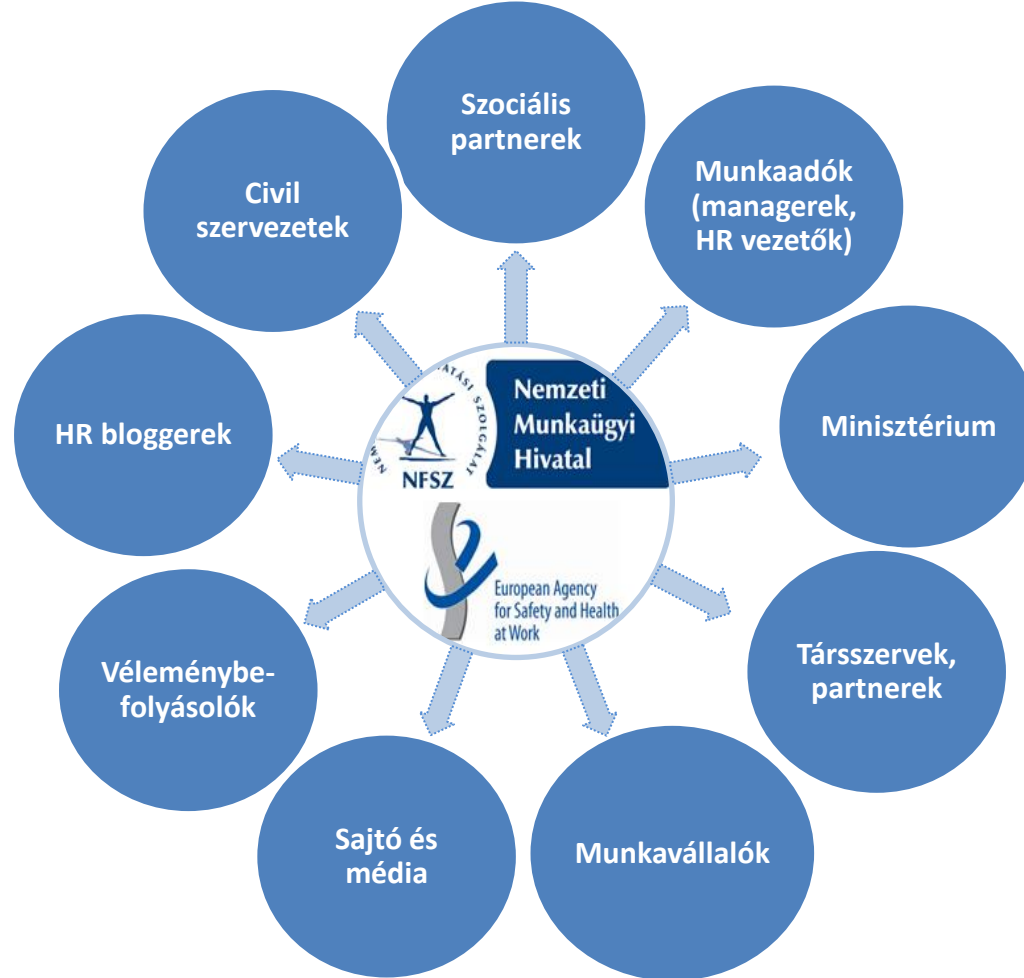 Szociális
partnerek
Munkaadók
(managerek,
HR vezetők)
Minisztérium
Társszervek,
partnerek
Munkavállalók
Sajtó és
média
Véleménybe-
folyásolók
HR bloggerek
Civil
szervezetek
SZOLGÁLAT
NFSZ
Nemzeti
Munkaügyi
Hivatal
European Agency
for Safety and Health
at Work